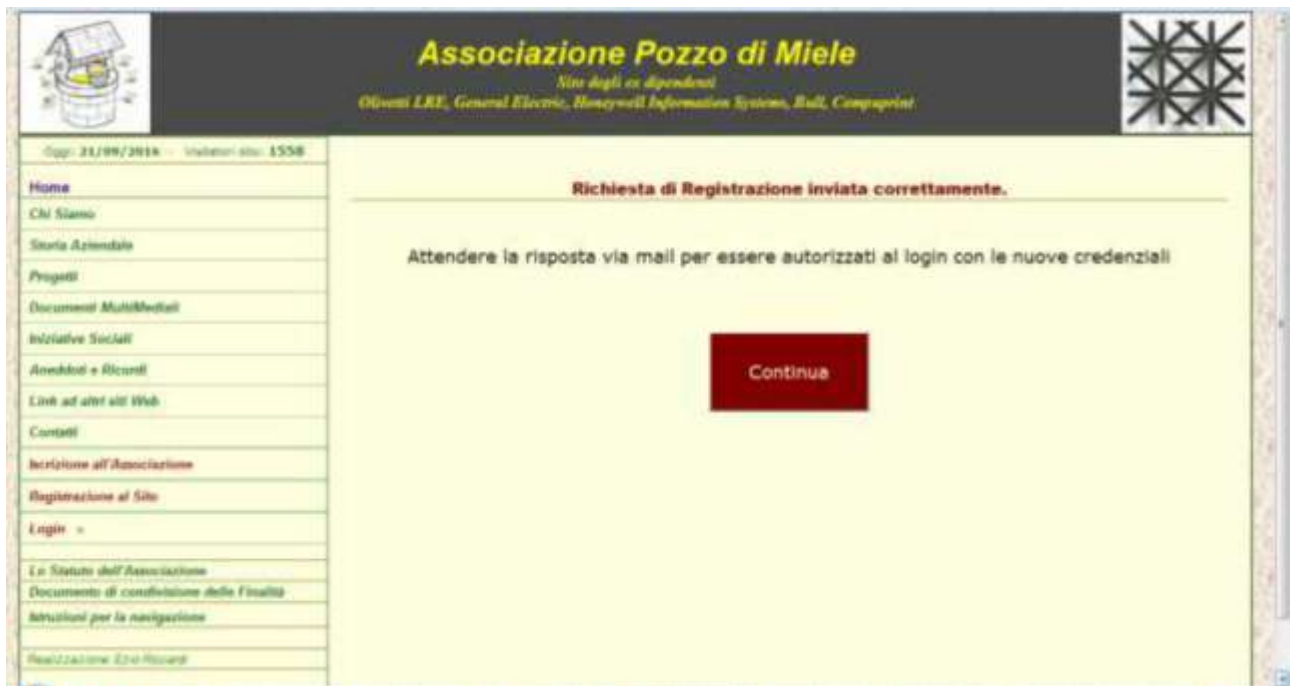 Associazione Pozzo di Miele
Sito degli ex dipendenti
Olivetti LRE, General Electric, Honeywell Information Systems, Bull, Compuprint
Oggi: 21/09/2016 - Visitatori sito: 1558
Home
Chi Siamo
Storia Aziendale
Progetti
Documenti MultiMediali
Iniziative Sociali
Aneddoti e Ricordi
Link ad altri siti Web
Contatti
Iscrizione all'Associazione
Registrazione al Sito
Login
Lo Statuto dell'Associazione
Documento di condivisione delle Finalità
Istruzioni per la navigazione
Realizzazione Ezio Riccardi
Richiesta di Registrazione inviata correttamente.
Attendere la risposta via mail per essere autorizzati al login con le nuove credenziali
Continua